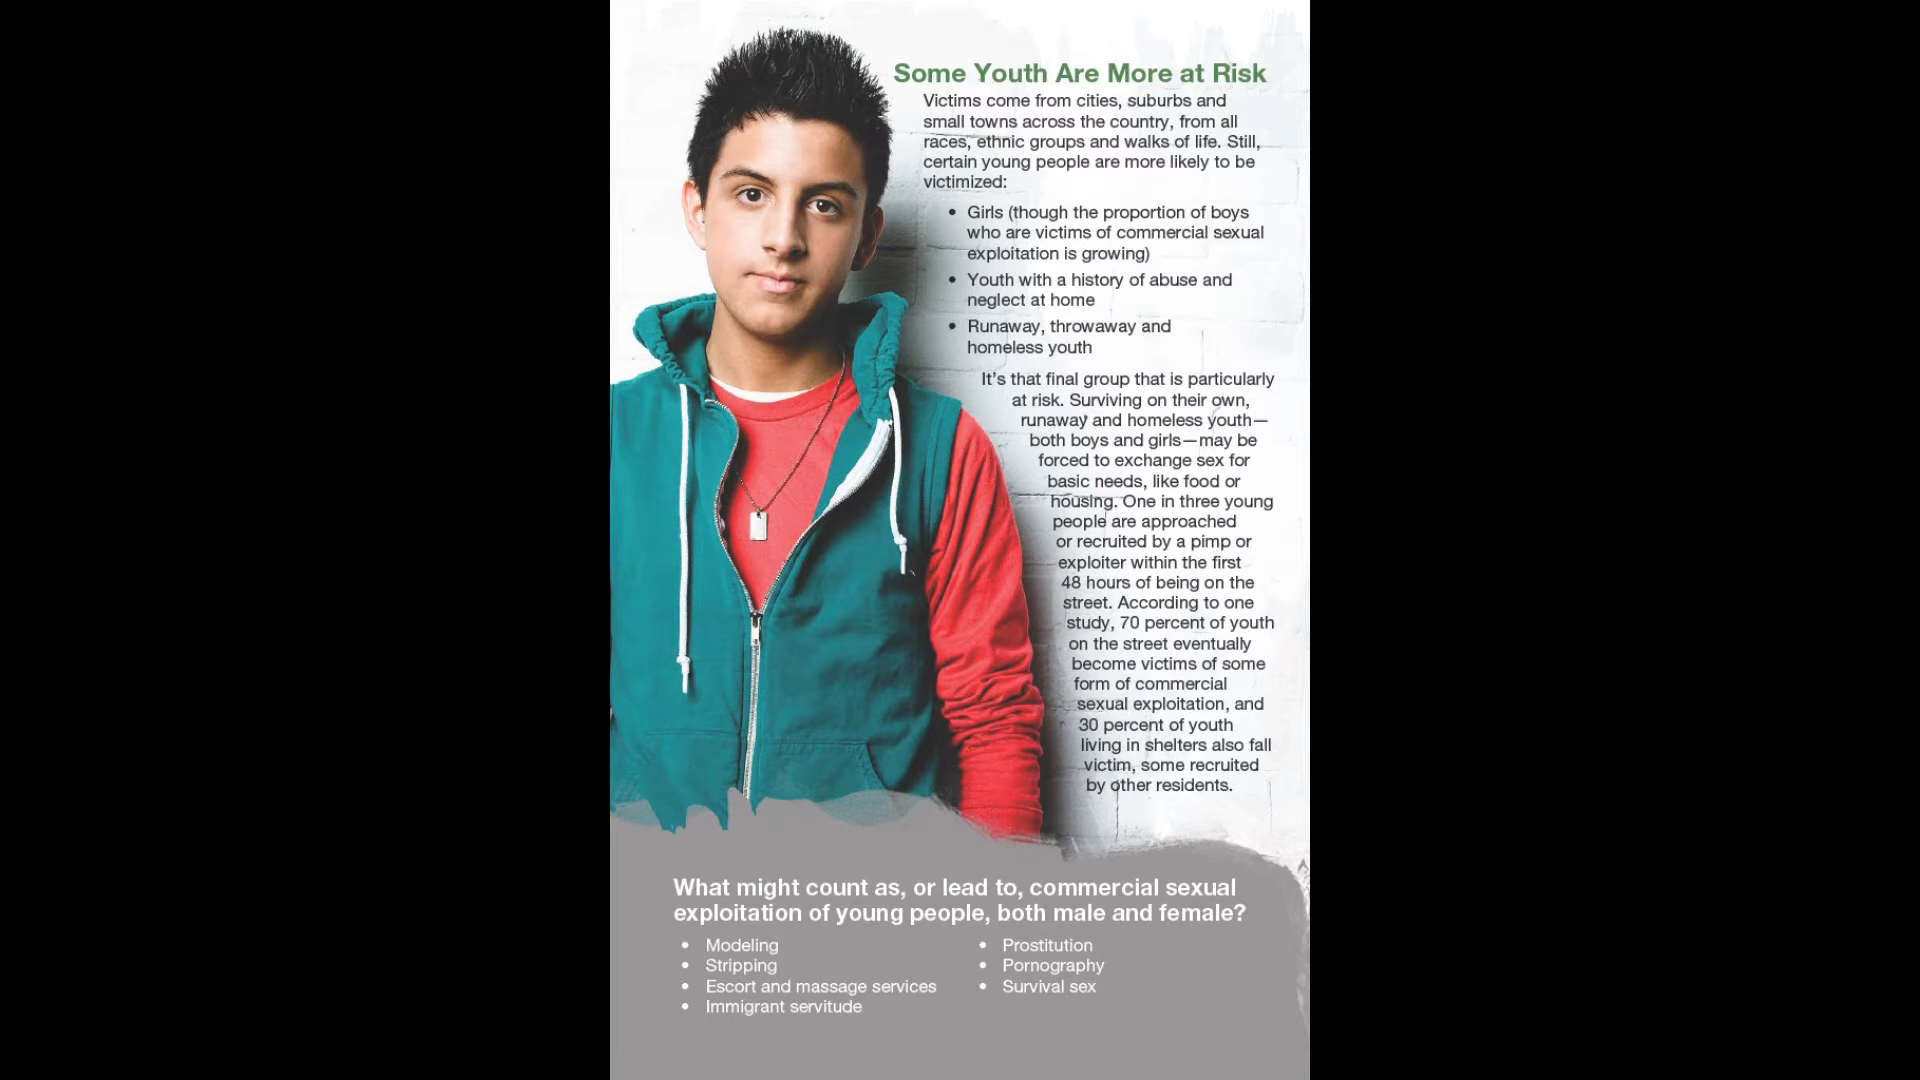 Some Youth Are More at Risk
Victims come from cities, suburbs and
small towns across the country, from all
races, ethnic groups and walks of life. Still,
certain young people are more likely to be
victimized:
• Girls (though the proportion of boys
who are victims of commercial sexual
exploitation is growing)
• Youth with a history of abuse and
neglect at home
• Runaway, throwaway and
homeless youth
It's that final group that is particularly
at risk. Surviving on their own,
runaway and homeless youth—
both boys and girls—may be
forced to exchange sex for
basic needs, like food or
housing. One in three young
people are approached
or recruited by a pimp or
exploiter within the first
48 hours of being on the
street. According to one
study, 70 percent of youth
on the street eventually
become victims of some
form of commercial
sexual exploitation, and
30 percent of youth
living in shelters also fall
victim, some recruited
by other residents.
What might count as, or lead to, commercial sexual
exploitation of young people, both male and female?
• Modeling
• Stripping
• Escort and massage services
• Immigrant servitude
• Prostitution
• Pornography
• Survival sex